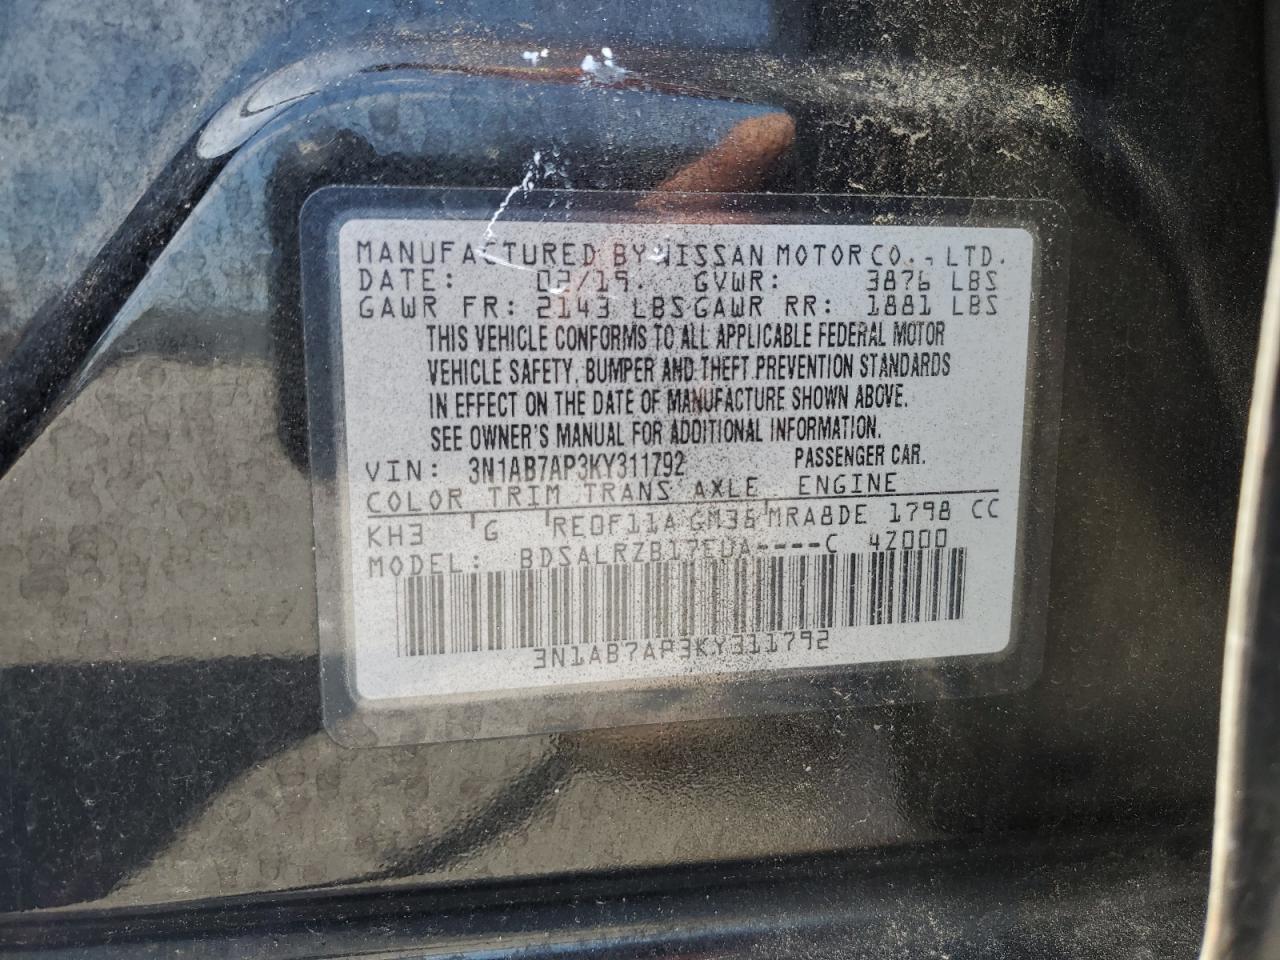 MANUFACTURED BY NISSAN MOTOR CO., LTD.
DATE: 03/19. GVWR: 3876 LBS
GAWR FR: 2143 LBS GAWR RR: 1881 LBS
THIS VEHICLE CONFORMS TO ALL APPLICABLE FEDERAL MOTOR
VEHICLE SAFETY, BUMPER AND THEFT PREVENTION STANDARDS
IN EFFECT ON THE DATE OF MANUFACTURE SHOWN ABOVE.
SEE OWNER'S MANUAL FOR ADDITIONAL INFORMATION.
VIN: 3N1AB7AP3KY311792 PASSENGER CAR.
COLOR TRIM TRANS AXLE ENGINE
KH3 G RE0F11A GM36 MRA8DE 1798 CC
MODEL: BDSALRZB17EUA----C 42000
3N1AB7AP3KY311792